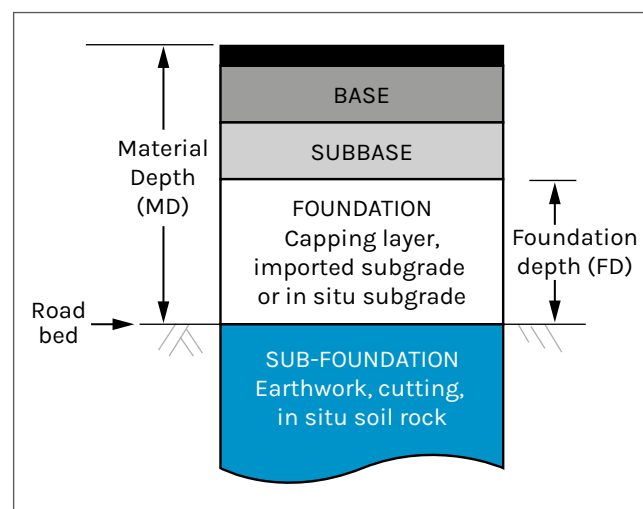 BASE
SUBBASE
Material
Depth
(MD)
FOUNDATION
Capping layer,
imported subgrade
or in situ subgrade
Foundation
depth (FD)
Road
bed
SUB-FOUNDATION
Earthwork, cutting,
in situ soil rock